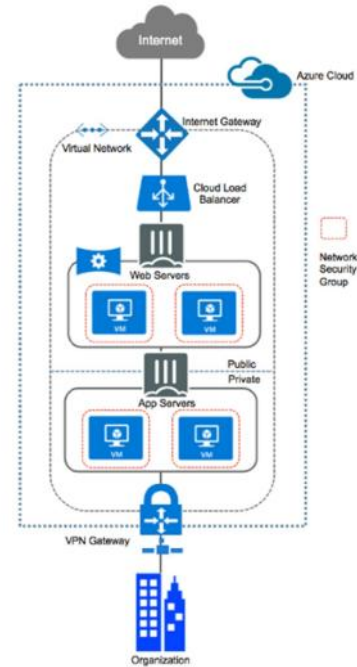 Internet
Azure Cloud
Internet Gateway
Virtual Network
Cloud Load
Balancer
Web Servers
VM
VM
Network
Security
Group
Public
Private
App Servers
VM
VM
VPN Gateway
Organization